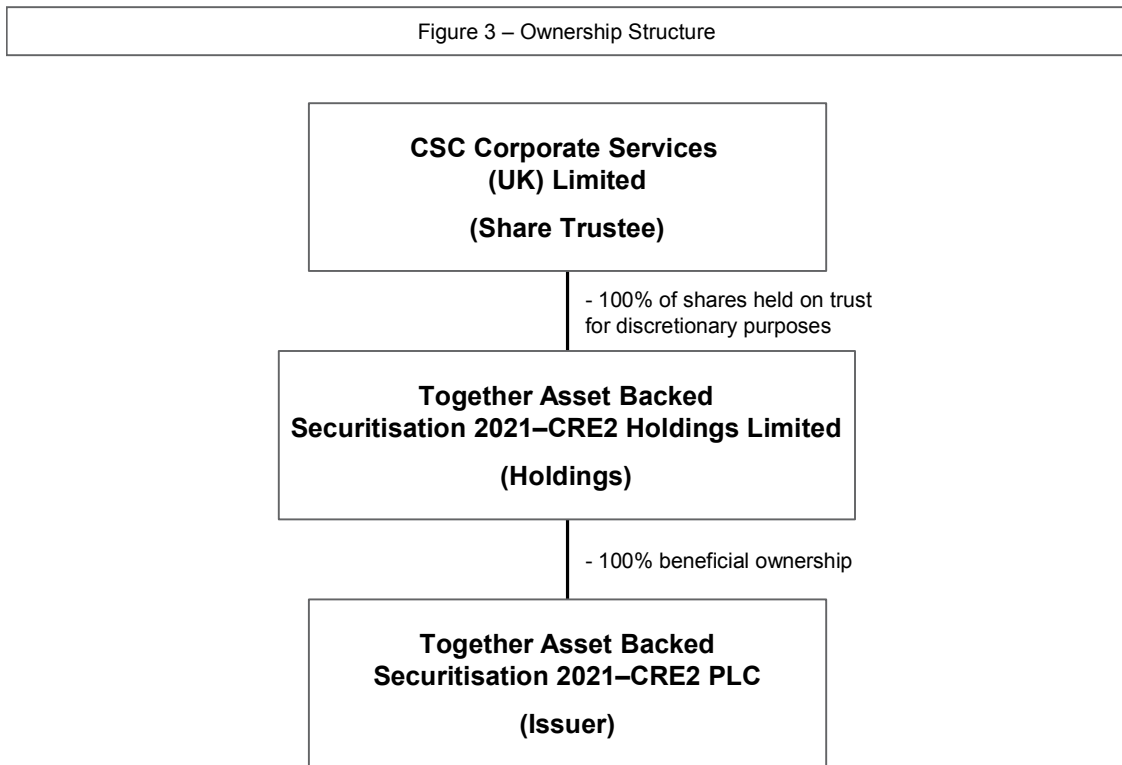 Figure 3 – Ownership Structure
CSC Corporate Services
(UK) Limited
(Share Trustee)
- 100% of shares held on trust
for discretionary purposes
Together Asset Backed
Securitisation 2021–CRE2 Holdings Limited
(Holdings)
- 100% beneficial ownership
Together Asset Backed
Securitisation 2021–CRE2 PLC
(Issuer)